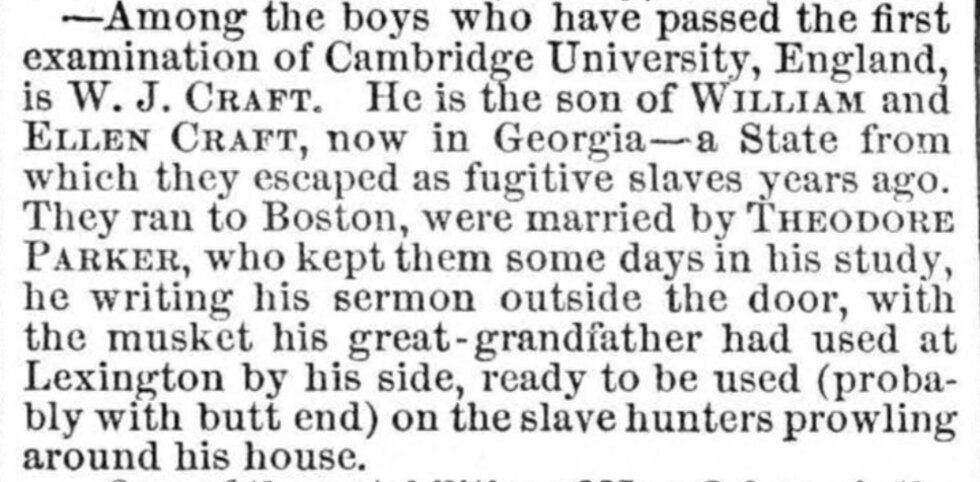 —Among the boys who have passed the first
examination of Cambridge University, England,
is W. J. CRAFT. He is the son of WILLIAM and
ELLEN CRAFT, now in Georgia—a State from
which they escaped as fugitive slaves years ago.
They ran to Boston, were married by THEODORE
PARKER, who kept them some days in his study,
he writing his sermon outside the door, with
the musket his great-grandfather had used at
Lexington by his side, ready to be used (proba-
bly with butt end) on the slave hunters prowling
around his house.